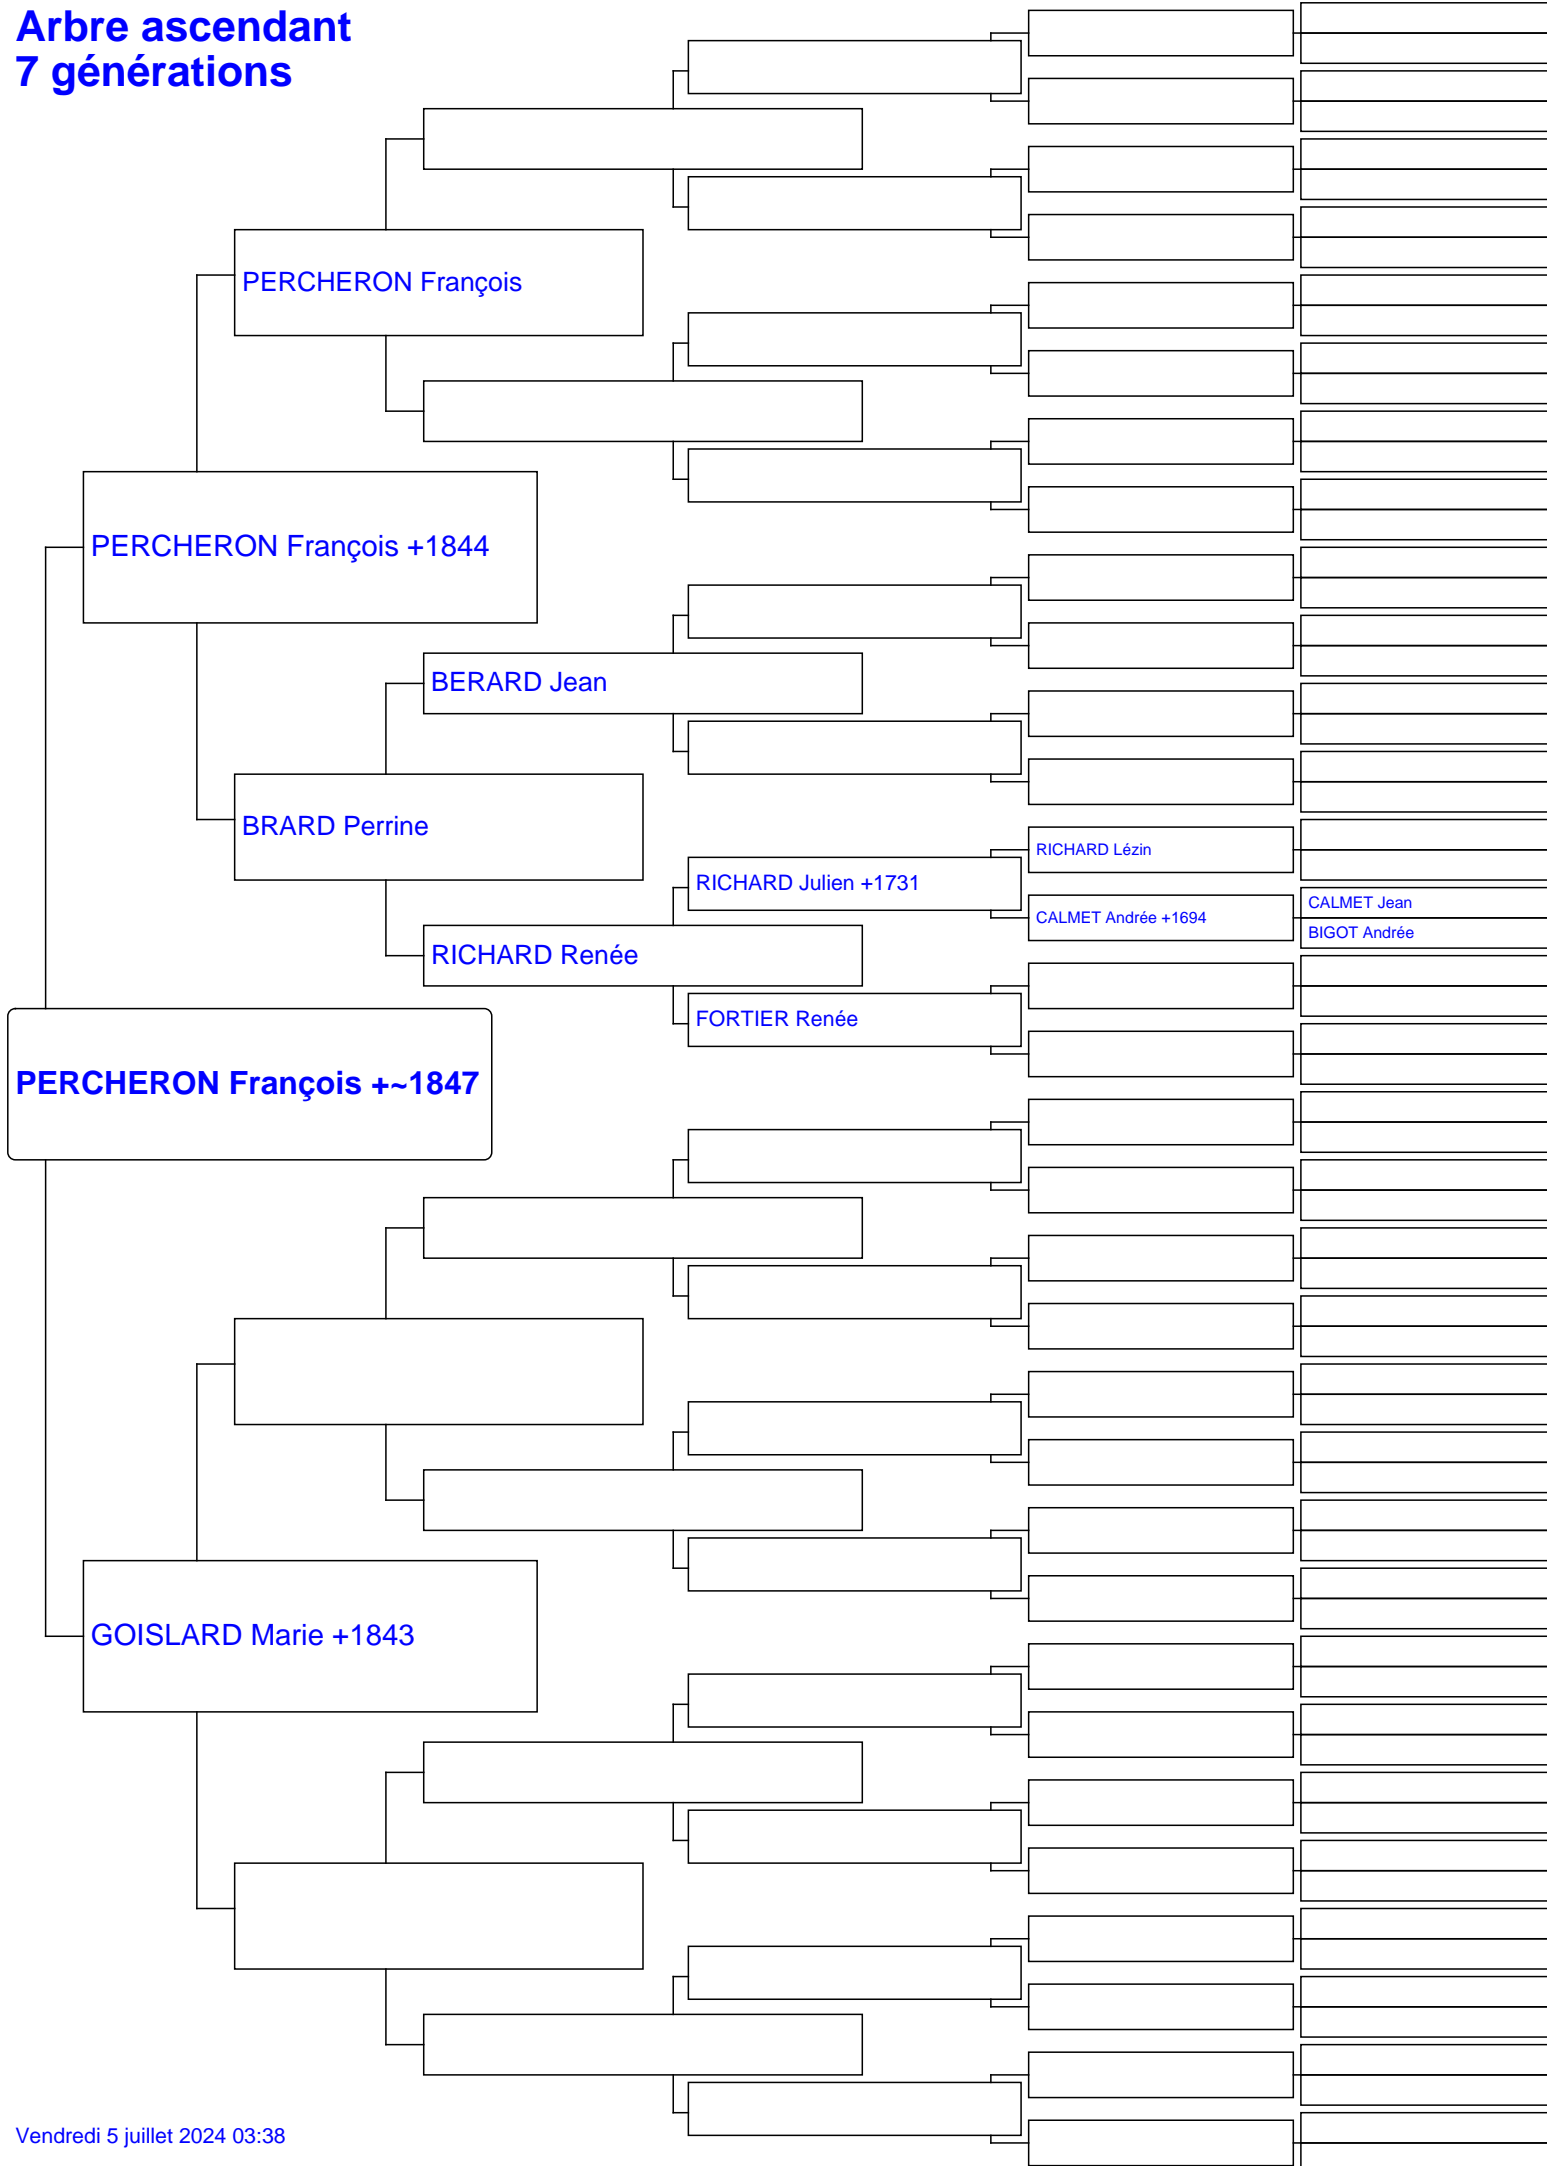 Arbre ascendant
7 générations
PERCHERON François
PERCHERON François +1844
BERARD Jean
BRARD Perrine
RICHARD Lézin
RICHARD Julien +1731
CALMET Jean
CALMET Andrée +1694
BIGOT Andrée
RICHARD Renée
FORTIER Renée
PERCHERON François +~1847
GOISLARD Marie +1843
Vendredi 5 juillet 2024 03:38